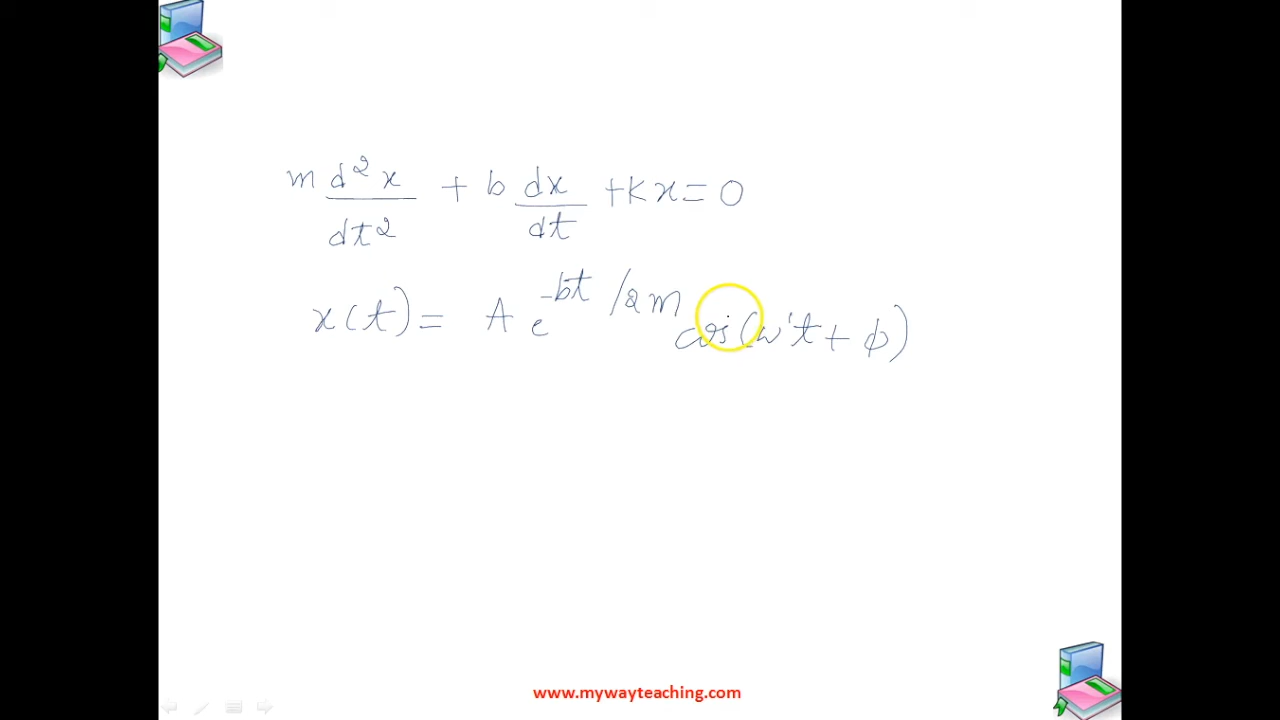 m d²x/dt² + b dx/dt + kx = 0
x(t) = A e^(-bt/2m) cos(ω't + φ)
www.mywayteaching.com